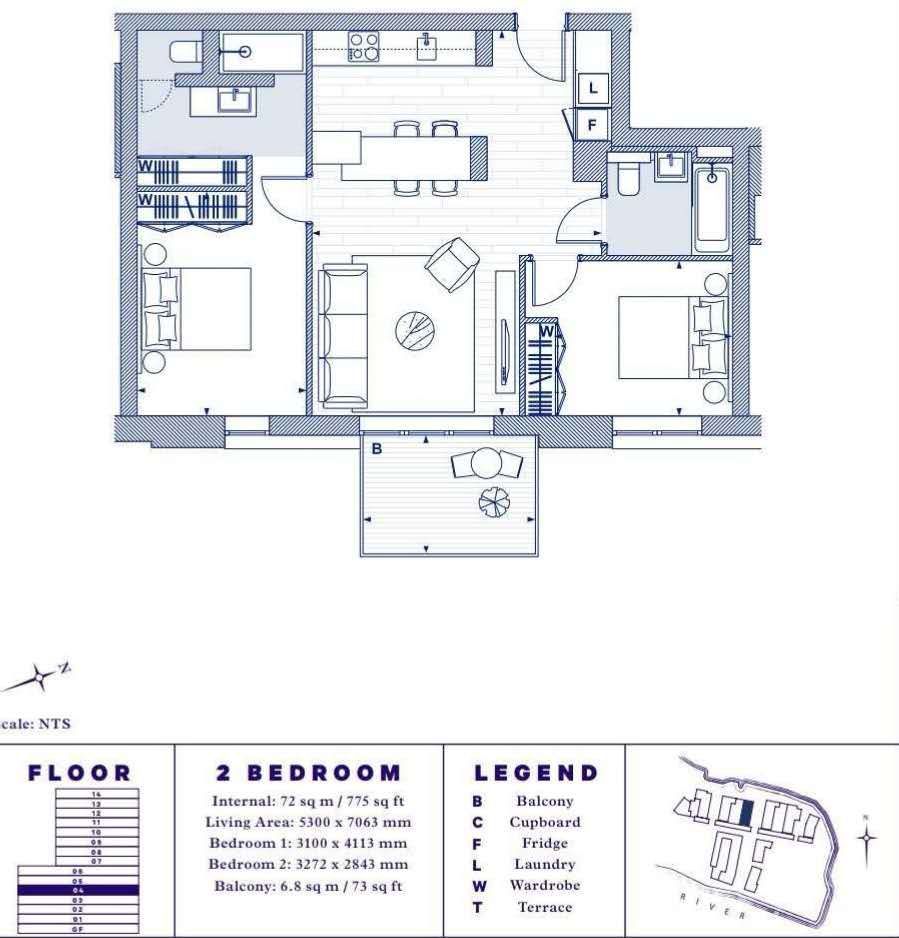 L
F
W
W
W
B
N
cale: NTS
FLOOR
14
13
12
11
10
09
08
07
06
05
04
03
02
01
GF
2 BEDROOM
Internal: 72 sq m / 775 sq ft
Living Area: 5300 x 7063 mm
Bedroom 1: 3100 x 4113 mm
Bedroom 2: 3272 x 2843 mm
Balcony: 6.8 sq m / 73 sq ft
LEGEND
B Balcony
C Cupboard
F Fridge
L Laundry
W Wardrobe
T Terrace
N
RIVER